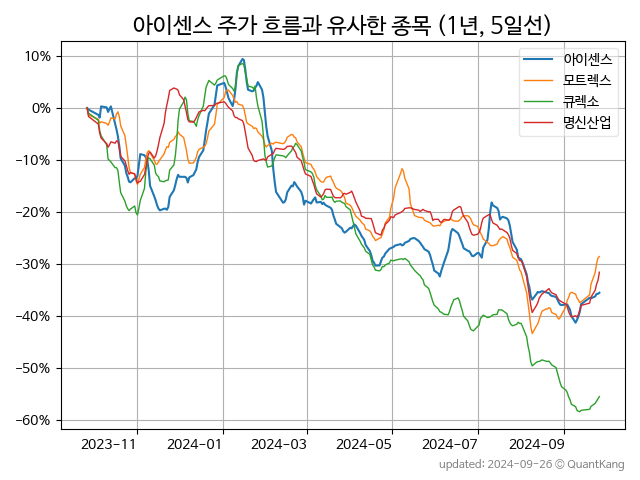 아이센스 주가 흐름과 유사한 종목 (1년, 5일선)
10%
0%
−10%
−20%
−30%
−40%
−50%
−60%
아이센스
모트렉스
큐렉소
명신산업
2023-11
2024-01
2024-03
2024-05
2024-07
2024-09
updated: 2024-09-26 © QuantKang